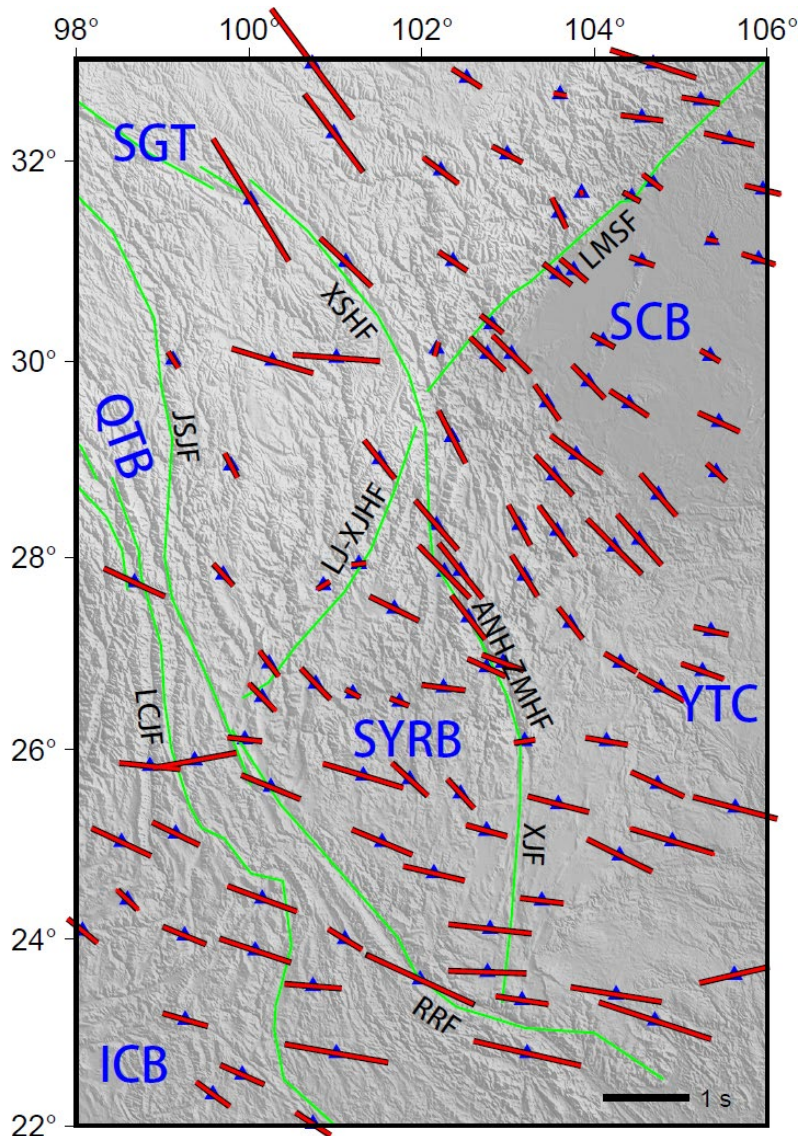 98° 100° 102° 104° 106°
SGT
32°
LMSF
XSHF
SCB
30°
QTB
JSJF
LJ-XJHF
28°
ANH-ZMHF
LCJF
YTC
SYRB
26°
XJF
24°
RRF
ICB
1 s
22°